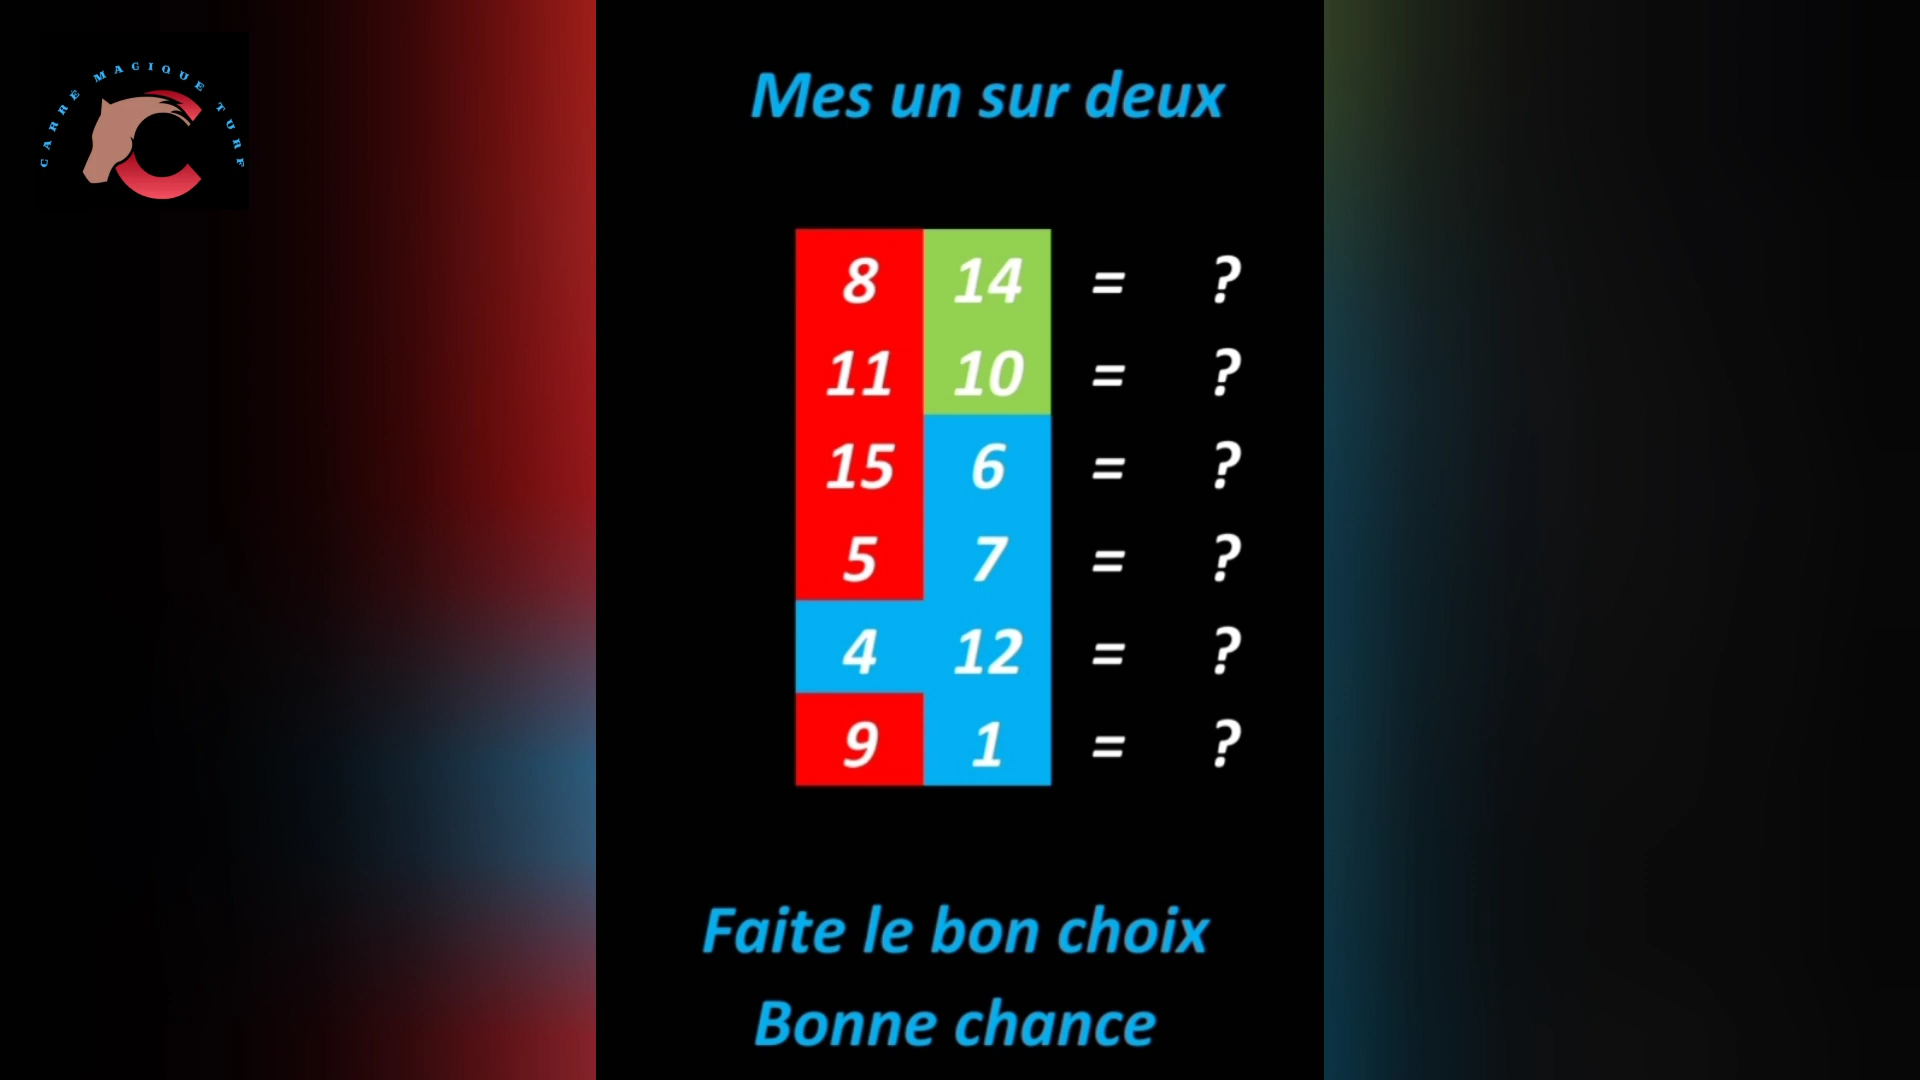 CARRÉ MAGIQUE TURF
Mes un sur deux
8 14 = ?
11 10 = ?
15 6 = ?
5 7 = ?
4 12 = ?
9 1 = ?
Faite le bon choix
Bonne chance